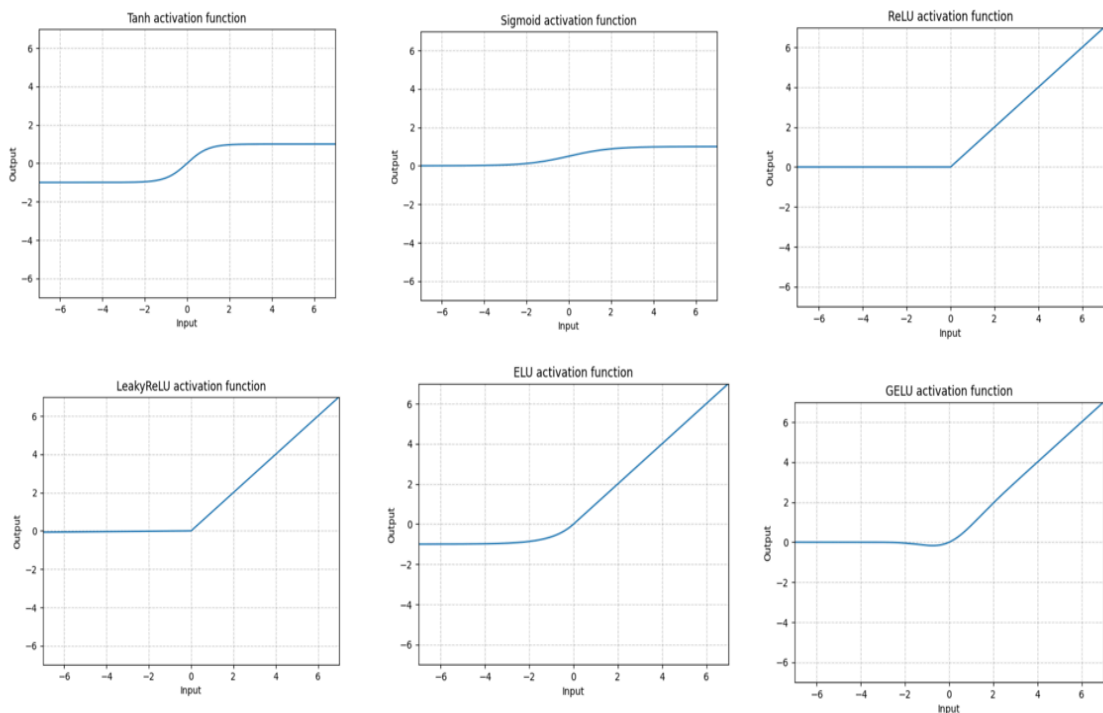 Tanh activation function
6
4
2
0
−2
−4
−6
Output
−6 −4 −2 0 2 4 6
Input
Sigmoid activation function
6
4
2
0
−2
−4
−6
Output
−6 −4 −2 0 2 4 6
Input
ReLU activation function
6
4
2
0
−2
−4
−6
Output
−6 −4 −2 0 2 4 6
Input
LeakyReLU activation function
6
4
2
0
−2
−4
−6
Output
−6 −4 −2 0 2 4 6
Input
ELU activation function
6
4
2
0
−2
−4
−6
Output
−6 −4 −2 0 2 4 6
Input
GELU activation function
6
4
2
0
−2
−4
−6
Output
−6 −4 −2 0 2 4 6
Input